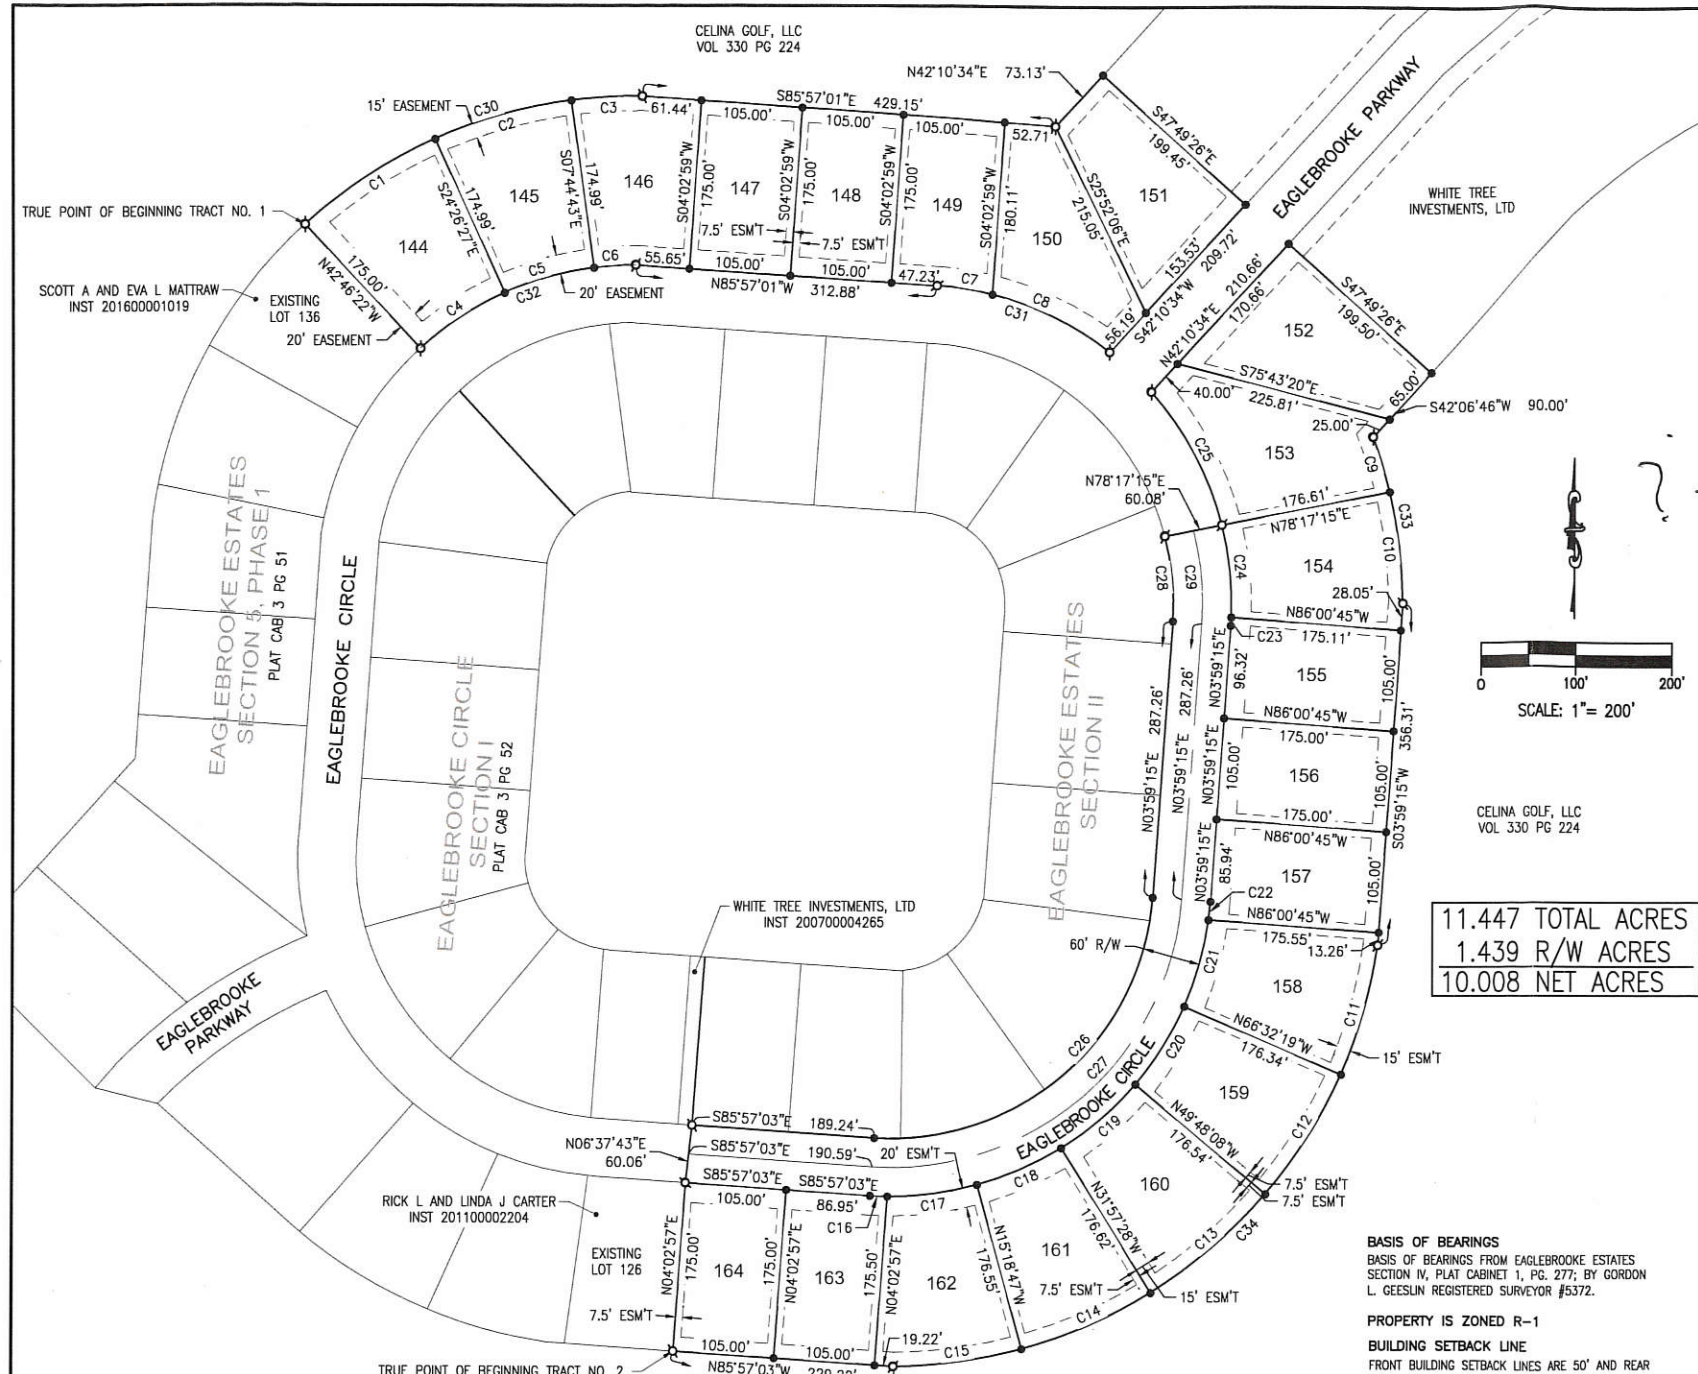 CELINA GOLF, LLC
VOL 330 PG 224
N42°10'34"E 73.13'
EAGLEBROOKE PARKWAY
15' EASEMENT
C30
C3
61.44'
S85°57'01"E 429.15'
105.00'
105.00'
105.00'
52.71'
S47°49'26"E
199.45'
C2
C1
S07°44'43"E
174.99'
146
S04°02'59"W
175.00'
147
S04°02'59"W
175.00'
148
S04°02'59"W
175.00'
149
S04°02'59"W
180.11'
150
S25°52'06"E
215.05'
151
WHITE TREE
INVESTMENTS, LTD
TRUE POINT OF BEGINNING TRACT NO. 1
144
S24°26'27"E
174.99'
145
7.5' ESM'T
7.5' ESM'T
153.53'
S42°10'34"W 209.72'
SCOTT A AND EVA L MATTRAW
INST 201600001019
EXISTING
LOT 136
175.00'
N42°46'22"W
C5
C6
55.65'
105.00'
105.00'
47.23'
C7
C8
N85°57'01"W 312.88'
C4
C32
20' EASEMENT
C31
56.19'
20' EASEMENT
N42°10'34"E 210.66'
170.66'
S47°49'26"E
199.50'
152
S75°43'20"E
225.81'
65.00'
40.00'
S42°06'46"W 90.00'
25.00'
C25
153
C9
N78°17'15"E
60.08'
176.61'
N78°17'15"E
C33
C28
C29
C24
154
C10
28.05'
N86°00'45"W
175.11'
C23
EAGLEBROOKE ESTATES
SECTION 5, PHASE 1
PLAT CAB 3 PG 51
EAGLEBROOKE CIRCLE
EAGLEBROOKE CIRCLE
SECTION I
PLAT CAB 3 PG 52
EAGLEBROOKE ESTATES
SECTION II
N03°59'15"E 287.26'
N03°59'15"E 287.26'
N03°59'15"E
96.32'
155
105.00'
N86°00'45"W
175.00'
N03°59'15"E
105.00'
156
105.00'
S03°59'15"W 356.31'
175.00'
N86°00'45"W
N03°59'15"E
85.94'
157
105.00'
C22
N86°00'45"W
175.55'
13.26'
0 100' 200'
SCALE: 1"= 200'
CELINA GOLF, LLC
VOL 330 PG 224
11.447 TOTAL ACRES
1.439 R/W ACRES
10.008 NET ACRES
WHITE TREE INVESTMENTS, LTD
INST 200700004265
60' R/W
C21
158
C11
N66°32'19"W
176.34'
15' ESM'T
EAGLEBROOKE
PARKWAY
C26
C27
C20
EAGLEBROOKE CIRCLE
159
C12
C19
N49°48'08"W
176.54'
S85°57'03"E 189.24'
N06°37'43"E
60.06'
S85°57'03"E 190.59'
20' ESM'T
C18
160
7.5' ESM'T
7.5' ESM'T
S85°57'03"E
105.00'
S85°57'03"E
86.95'
C16
C17
N31°57'28"W
176.62'
C13
C34
RICK L AND LINDA J CARTER
INST 201100002204
EXISTING
LOT 126
N04°02'57"E
175.00'
164
175.00'
N04°02'57"E
163
175.50'
N04°02'57"E
162
N15°18'47"W
176.55'
161
7.5' ESM'T
15' ESM'T
7.5' ESM'T
C14
105.00'
105.00'
19.22'
C15
TRUE POINT OF BEGINNING TRACT NO. 2
N85°57'03"W 229.22'
BASIS OF BEARINGS
BASIS OF BEARINGS FROM EAGLEBROOKE ESTATES
SECTION IV, PLAT CABINET 1, PG. 277; BY GORDON
L. GEESLIN REGISTERED SURVEYOR #5372.
PROPERTY IS ZONED R-1
BUILDING SETBACK LINE
FRONT BUILDING SETBACK LINES ARE 50' AND REAR